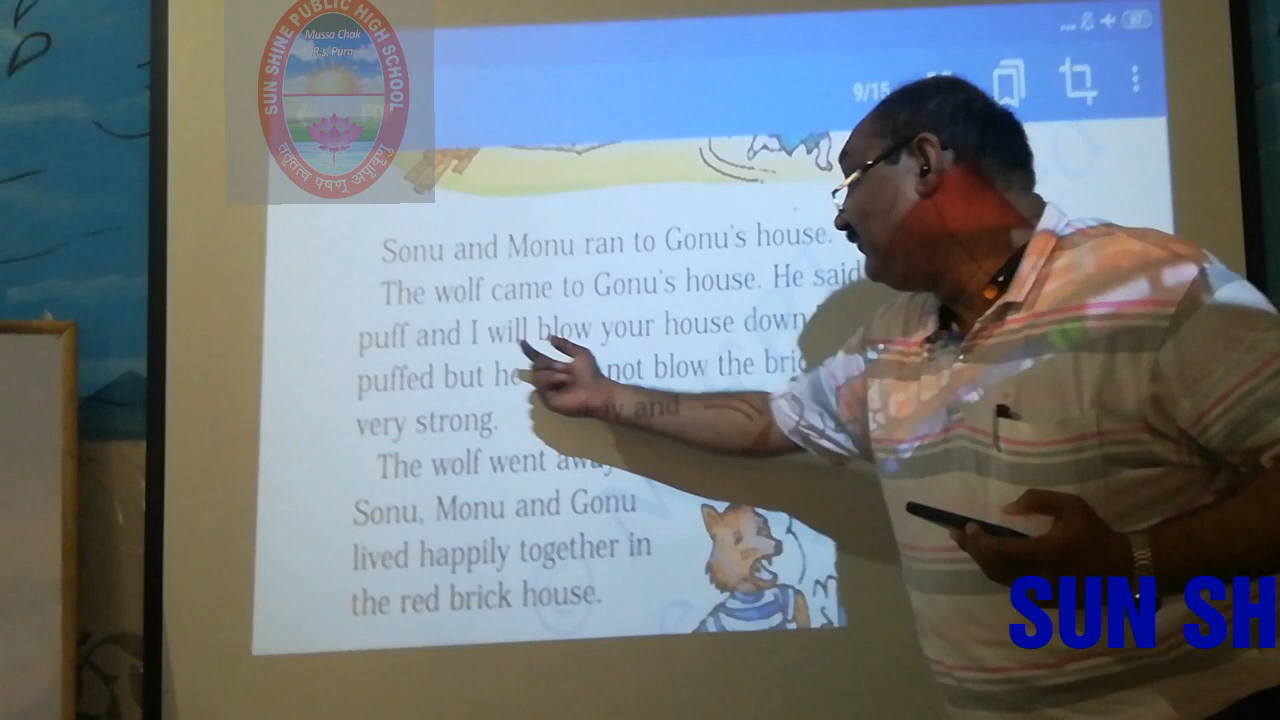 SUN SHINE PUBLIC HIGH SCHOOL
Mussa Chak
R.s. Pura
9/15
Sonu and Monu ran to Gonu's house.
The wolf came to Gonu's house. He said
puff and I will blow your house down
puffed but he not blow the
very strong.
The wolf went away and
Sonu, Monu and Gonu
lived happily together in
the red brick house.
SUN SH